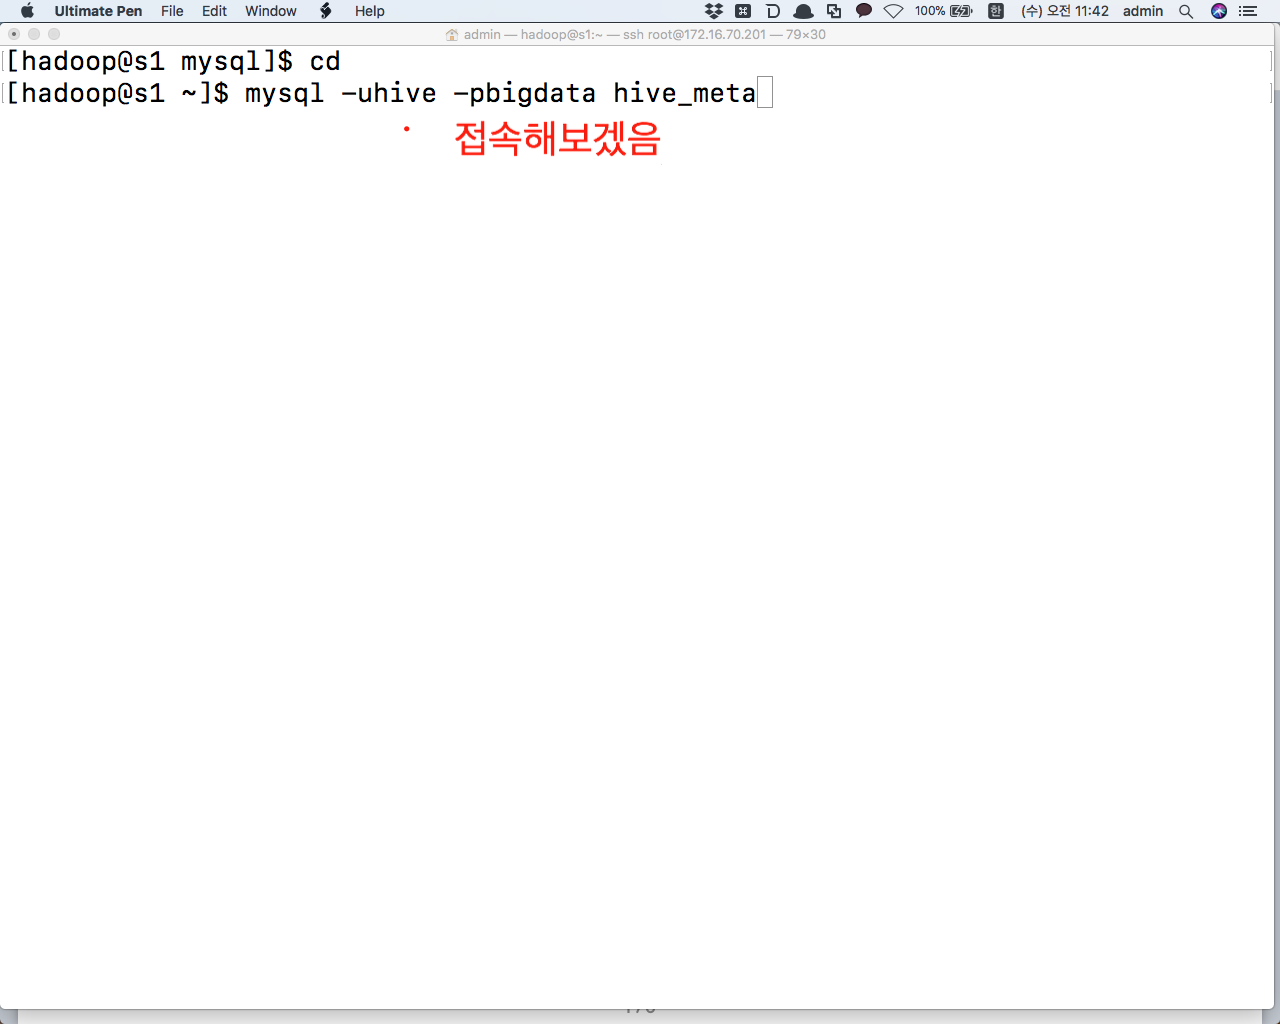 Ultimate Pen File Edit Window Help 100% 한 (수) 오전 11:42 admin
admin — hadoop@s1:~ — ssh root@172.16.70.201 — 79×30
[hadoop@s1 mysql]$ cd
[hadoop@s1 ~]$ mysql -uhive -pbigdata hive_meta
접속해보겠음